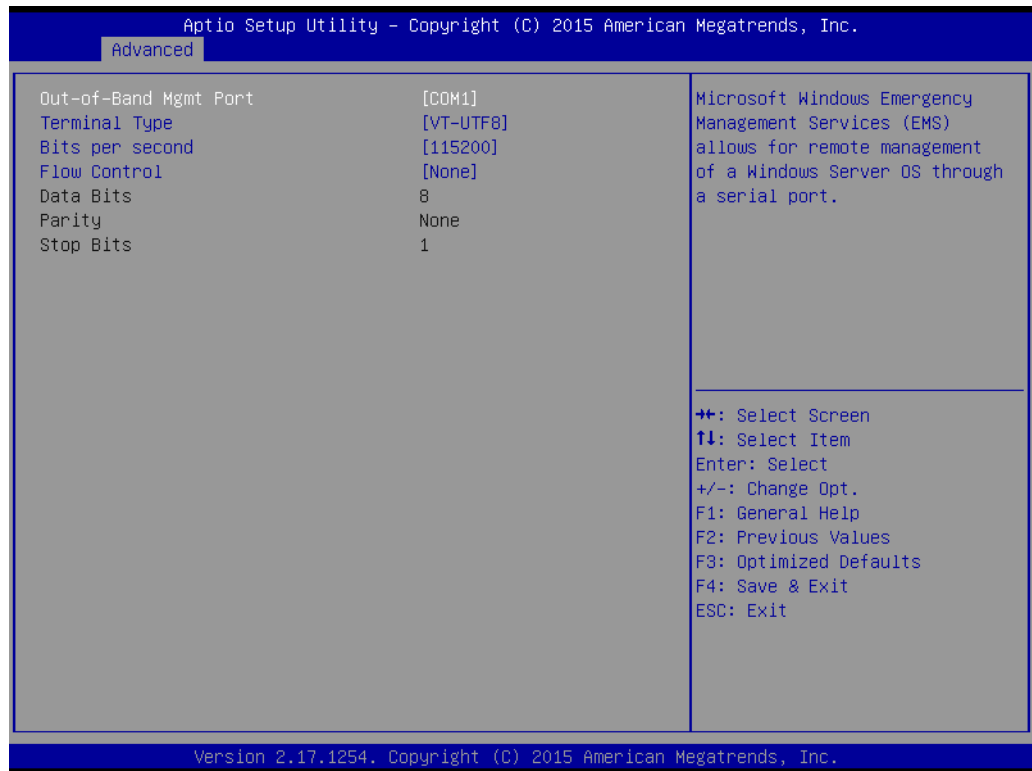 Aptio Setup Utility – Copyright (C) 2015 American Megatrends, Inc.
Advanced
Out-of-Band Mgmt Port [COM1]
Terminal Type [VT-UTF8]
Bits per second [115200]
Flow Control [None]
Data Bits 8
Parity None
Stop Bits 1
Microsoft Windows Emergency
Management Services (EMS)
allows for remote management
of a Windows Server OS through
a serial port.
→←: Select Screen
↑↓: Select Item
Enter: Select
+/-: Change Opt.
F1: General Help
F2: Previous Values
F3: Optimized Defaults
F4: Save & Exit
ESC: Exit
Version 2.17.1254. Copyright (C) 2015 American Megatrends, Inc.